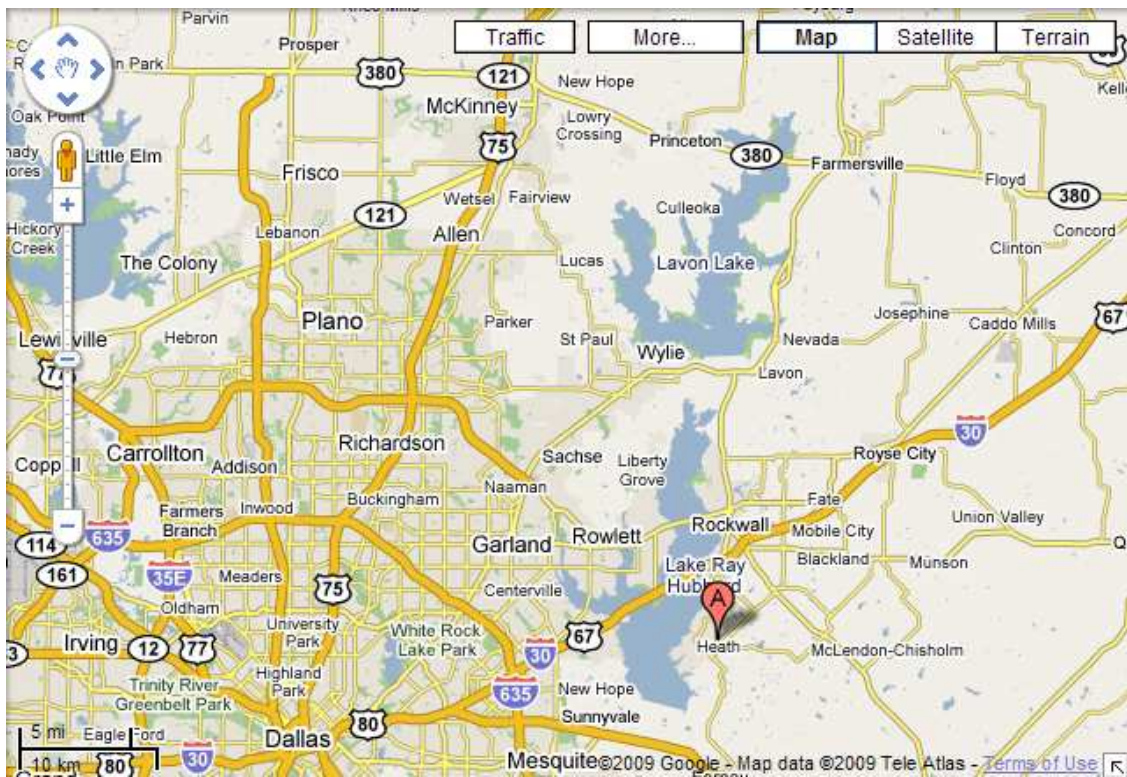 Parvin
Traffic
More...
Map
Satellite
Terrain
Prosper
380
121
New Hope
McKinney
Oak Point
Lowry
Crossing
Princeton
75
380
Little Elm
Farmersville
Frisco
Floyd
Wetsel
Fairview
380
121
Culleoka
Hickory
Creek
Lebanon
Allen
Concord
Clinton
The Colony
Lucas
Lavon Lake
Josephine
67
Plano
Parker
Caddo Mills
Hebron
St Paul
Nevada
Wylie
Lavon
30
Richardson
Carrollton
Royse City
Addison
Sachse
Liberty
Grove
Naaman
Buckingham
Fate
Farmers
Branch
Inwood
Rockwall
Union Valley
Mobile City
635
114
Garland
Rowlett
Blackland
Munson
161
35E
Meaders
75
Lake Ray
Hubbard
Centerville
A
Oldham
University
Park
White Rock
Lake Park
67
Irving
12
77
30
Heath
McLendon-Chisholm
Highland
Park
Trinity River
Greenbelt Park
635
New Hope
80
Sunnyvale
5 mi
Dallas
10 km
80
30
Mesquite
©2009 Google - Map data ©2009 Tele Atlas - Terms of Use